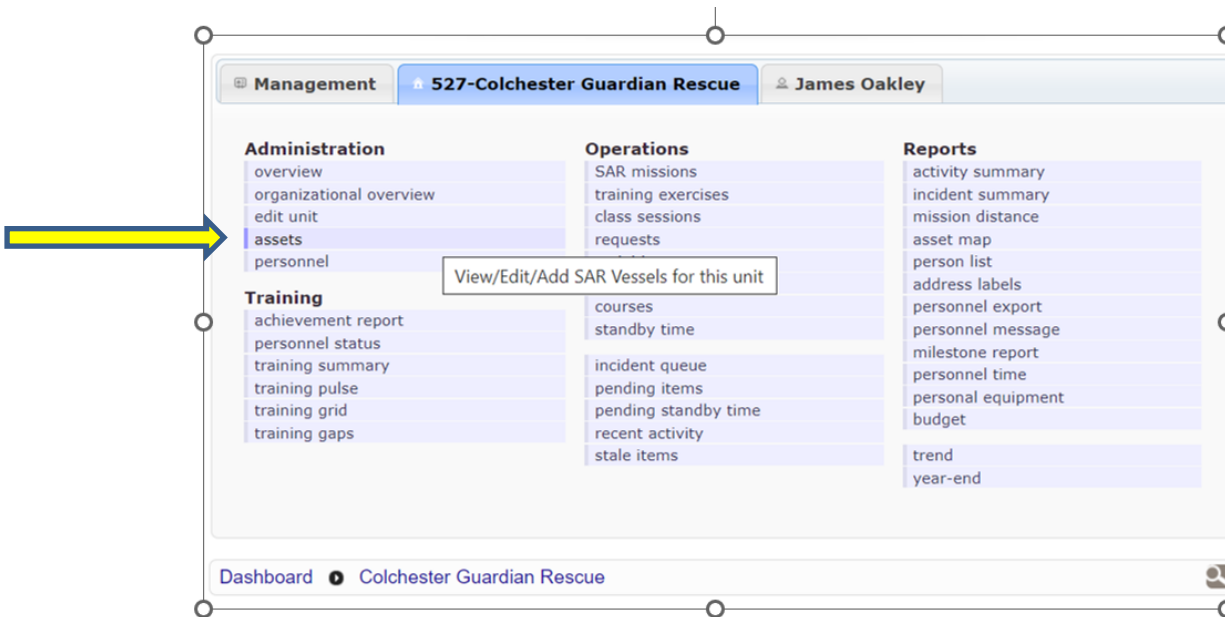 Management
527-Colchester Guardian Rescue
James Oakley
Administration
overview
organizational overview
edit unit
assets
personnel
Training
achievement report
personnel status
training summary
training pulse
training grid
training gaps
Operations
SAR missions
training exercises
class sessions
requests
View/Edit/Add SAR Vessels for this unit
courses
standby time
incident queue
pending items
pending standby time
recent activity
stale items
Reports
activity summary
incident summary
mission distance
asset map
person list
address labels
personnel export
personnel message
milestone report
personnel time
personal equipment
budget
trend
year-end
Dashboard
Colchester Guardian Rescue